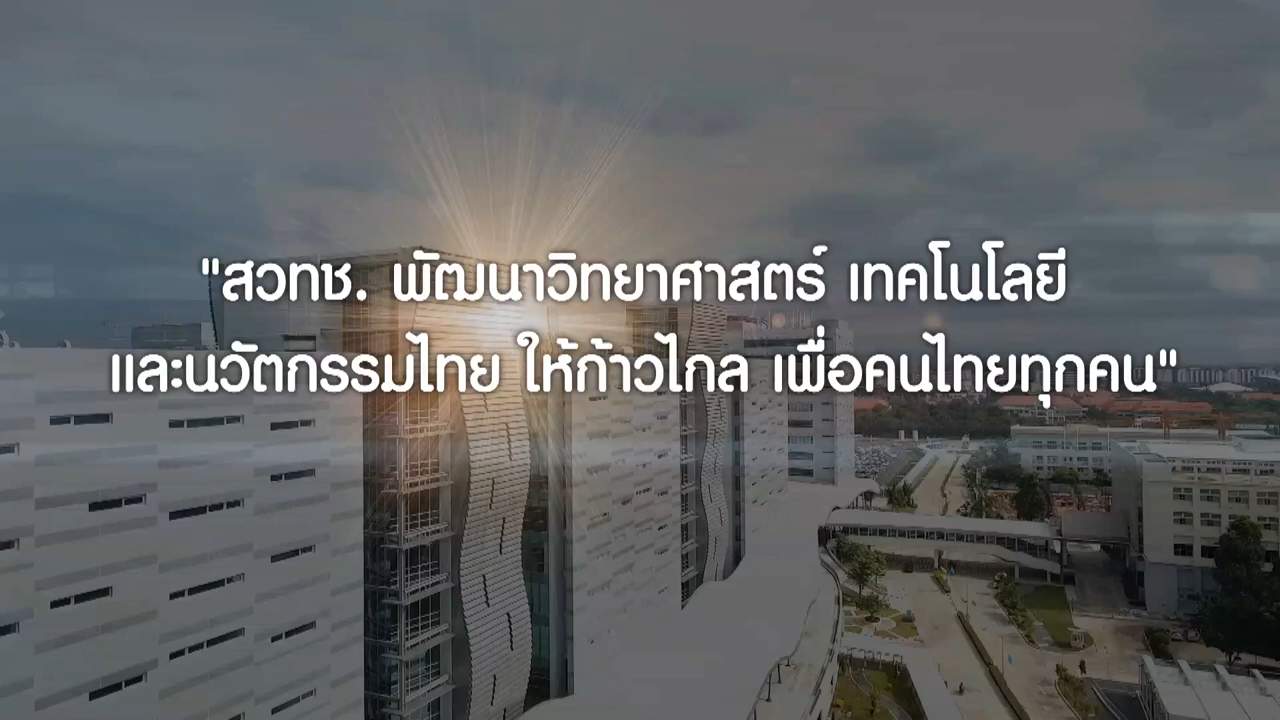 "สวทช. พัฒนาวิทยาศาสตร์ เทคโนโลยี
และนวัตกรรมไทย ให้ก้าวไกล เพื่อคนไทยทุกคน"